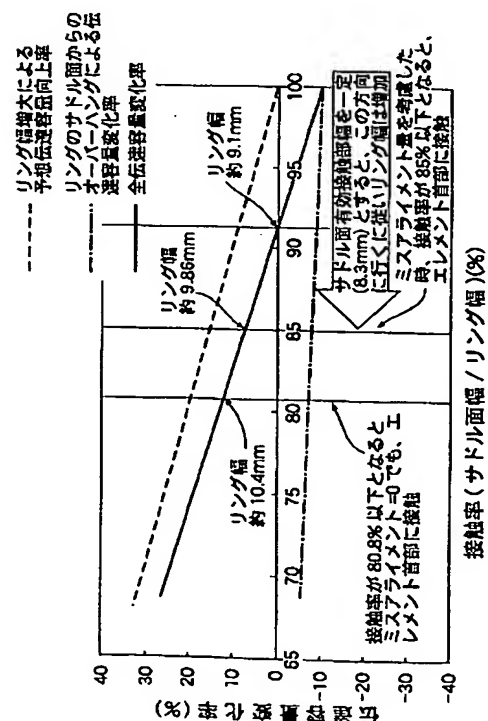 リング幅増大による
予想伝達容量向上率
リングのサドル面からの
オーバーハングによる伝
達容量変化率
全伝達容量変化率
40
30
20
10
0
-10
-20
-30
-40
変化率(%)
65
70
75
80
85
90
95
100
リング幅
約10.4mm
リング幅
約9.86mm
リング幅
約9.1mm
サドル面有効接触部幅を一定
(8.3mm)とすると、この方向
に行くに従いリング幅は増加
ミスアライメント量を考慮した
時、接触率が85%以下となると、
エレメント首部に接触
接触率が80.8%以下となると
ミスアライメント=0でも、エ
レメント首部に接触
接触率(サドル面幅/リング幅)(%)